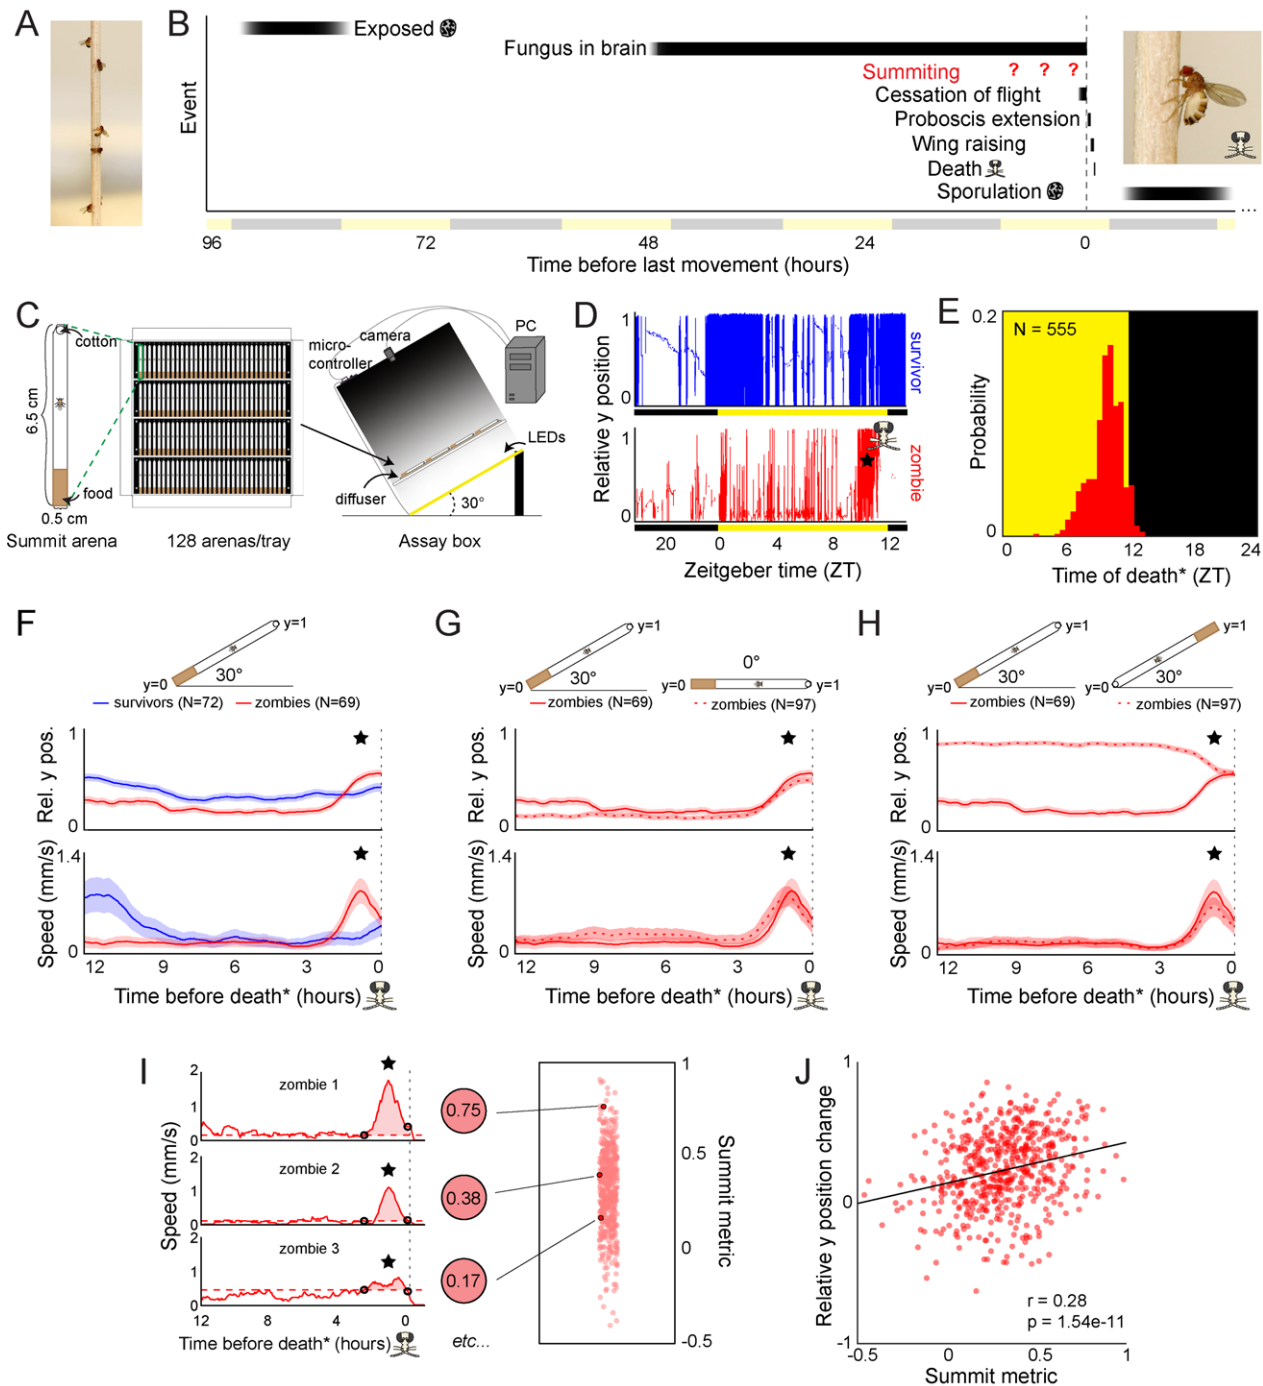 A
B
Exposed
Fungus in brain
Summiting ? ? ?
Cessation of flight
Proboscis extension
Wing raising
Death
Sporulation
Event
...
96 72 48 24 0
Time before last movement (hours)
C
cotton
6.5 cm
food
0.5 cm
Summit arena
128 arenas/tray
micro-
controller
camera
PC
LEDs
diffuser
30°
Assay box
D
Relative y position
1
0
survivor
1
0
zombie
20 0 4 8 12
Zeitgeber time (ZT)
E
N = 555
0.2
0
Probability
0 6 12 18 24
Time of death* (ZT)
F
y=1
30°
y=0
survivors (N=72) zombies (N=69)
Rel. y pos.
1
0
Speed (mm/s)
1.4
0
12 9 6 3 0
Time before death* (hours)
G
y=1
30°
y=0
0°
y=0 y=1
zombies (N=69) zombies (N=97)
Rel. y pos.
1
0
Speed (mm/s)
1.4
0
12 9 6 3 0
Time before death* (hours)
H
y=1
30°
y=0
y=1
30°
y=0
zombies (N=69) zombies (N=97)
Rel. y pos.
1
0
Speed (mm/s)
1.4
0
12 9 6 3 0
Time before death* (hours)
I
Speed (mm/s)
2
1
0
zombie 1
2
1
0
zombie 2
2
1
0
zombie 3
12 8 4 0
Time before death* (hours)
0.75
0.38
0.17
etc...
1
0.5
0
-0.5
Summit metric
J
Relative y position change
1
0
-1
r = 0.28
p = 1.54e-11
-0.5 0 0.5 1
Summit metric